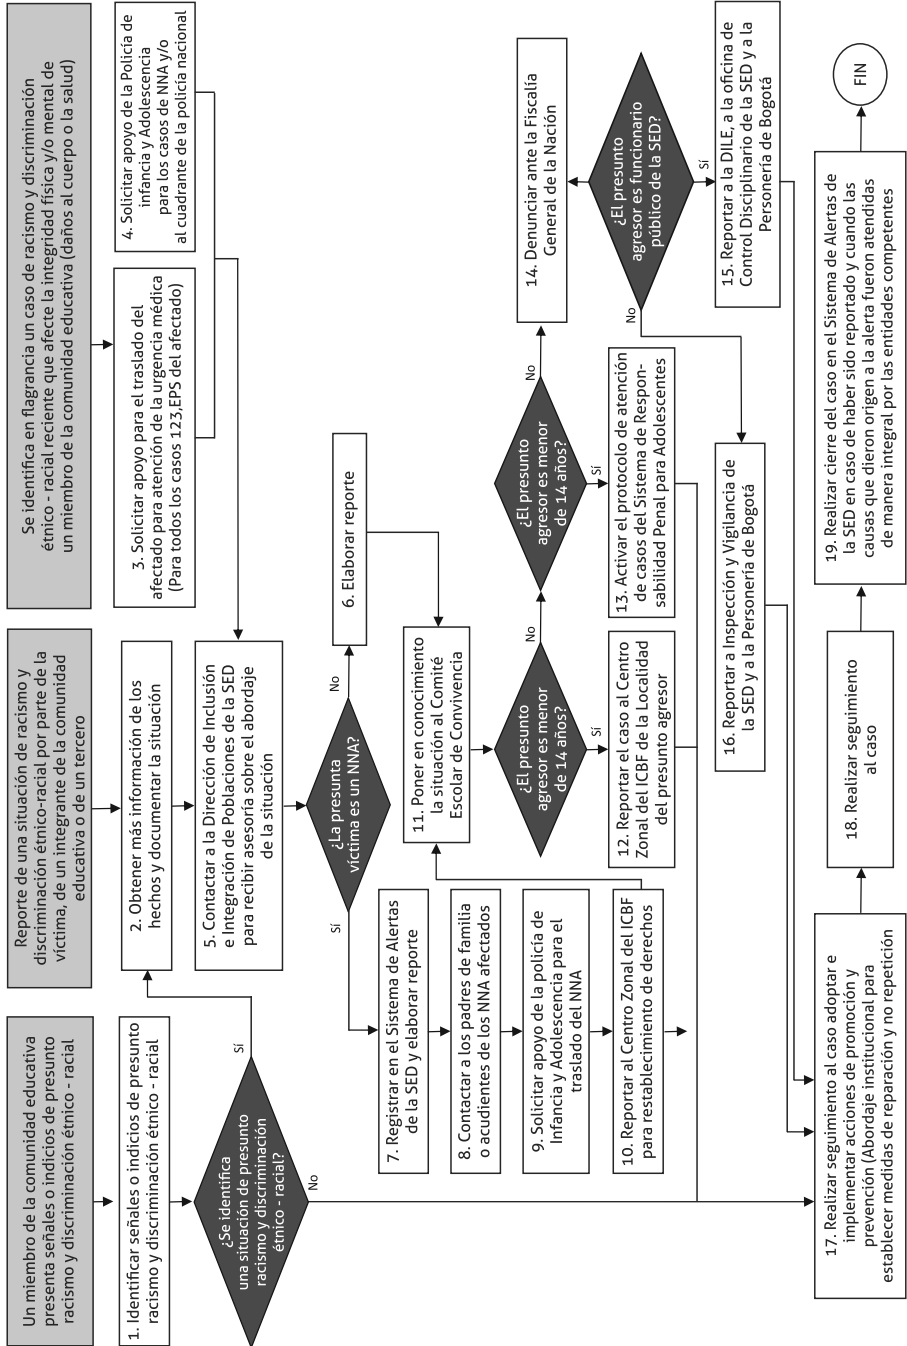 Un miembro de la comunidad educativa
presenta señales o indicios de presunto
racismo y discriminación étnico - racial
Reporte de una situación de racismo y
discriminación étnico-racial por parte de la
víctima, de un integrante de la comunidad
educativa o de un tercero
Se identifica en flagrancia un caso de racismo y discriminación
étnico - racial reciente que afecte la integridad física y/o mental de
un miembro de la comunidad educativa (daños al cuerpo o la salud)
1. Identificar señales o indicios de presunto
racismo y discriminación étnico - racial
2. Obtener más información de los
hechos y documentar la situación
3. Solicitar apoyo para el traslado del
afectado para atención de la urgencia médica
(Para todos los casos 123,EPS del afectado)
4. Solicitar apoyo de la Policía de
infancia y Adolescencia
para los casos de NNA y/o
al cuadrante de la policía nacional
¿Se identifica
una situación de presunto
racismo y discriminación
étnico - racial?
Sí
No
5. Contactar a la Dirección de Inclusión
e Integración de Poblaciones de la SED
para recibir asesoría sobre el abordaje
de la situación
¿La presunta
víctima es un NNA?
Sí
No
6. Elaborar reporte
7. Registrar en el Sistema de Alertas
de la SED y elaborar reporte
8. Contactar a los padres de familia
o acudientes de los NNA afectados
9. Solicitar apoyo de la policía de
Infancia y Adolescencia para el
traslado del NNA
10. Reportar al Centro Zonal del ICBF
para restablecimiento de derechos
11. Poner en conocimiento
la situación al Comité
Escolar de Convivencia
¿El presunto
agresor es menor
de 14 años?
No
Sí
12. Reportar el caso al Centro
Zonal del ICBF de la Localidad
del presunto agresor
¿El presunto
agresor es menor
de 14 años?
No
Sí
13. Activar el protocolo de atención
de casos del Sistema de Respon-
sabilidad Penal para Adolescentes
14. Denunciar ante la Fiscalía
General de la Nación
¿El presunto
agresor es funcionario
público de la SED?
No
Sí
15. Reportar a la DILE, a la oficina de
Control Disciplinario de la SED y a la
Personería de Bogotá
16. Reportar a Inspección y Vigilancia de
la SED y a la Personería de Bogotá
17. Realizar seguimiento al caso adoptar e
implementar acciones de promoción y
prevención (Abordaje institucional para
establecer medidas de reparación y no repetición
18. Realizar seguimiento
al caso
19. Realizar cierre del caso en el Sistema de Alertas de
la SED en caso de haber sido reportado y cuando las
causas que dieron origen a la alerta fueron atendidas
de manera integral por las entidades competentes
FIN